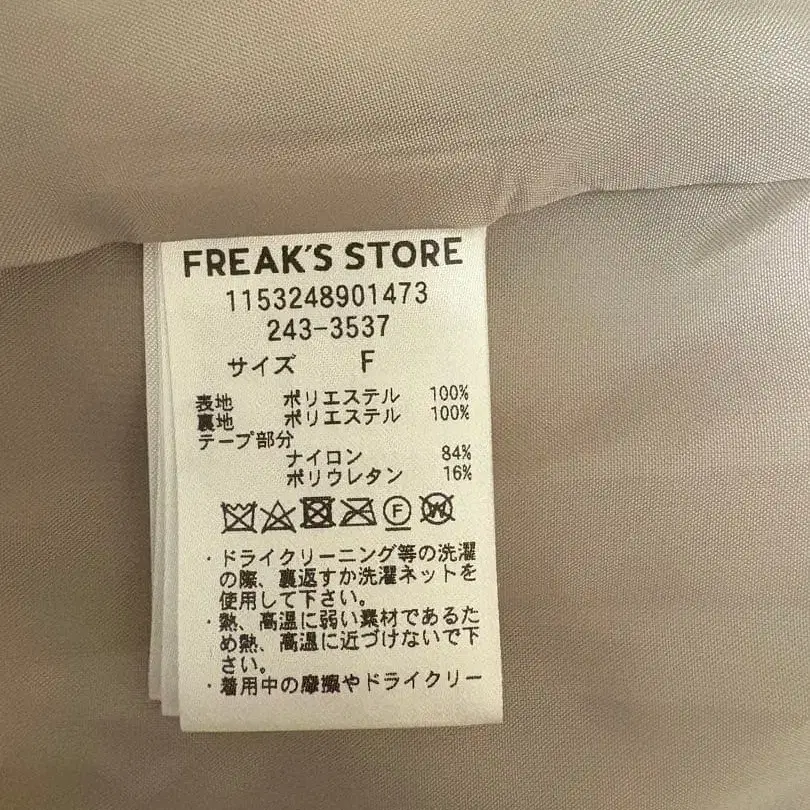 FREAK'S STORE
1153248901473
243-3537
サイズ F
表地 ポリエステル 100%
裏地 ポリエステル 100%
テープ部分
ナイロン 84%
ポリウレタン 16%
F W
・ドライクリーニング等の洗濯
の際、裏返すか洗濯ネットを
使用して下さい。
・熱、高温に弱い素材であるた
め熱、高温に近づけないで下
さい。
・着用中の摩擦やドライクリー